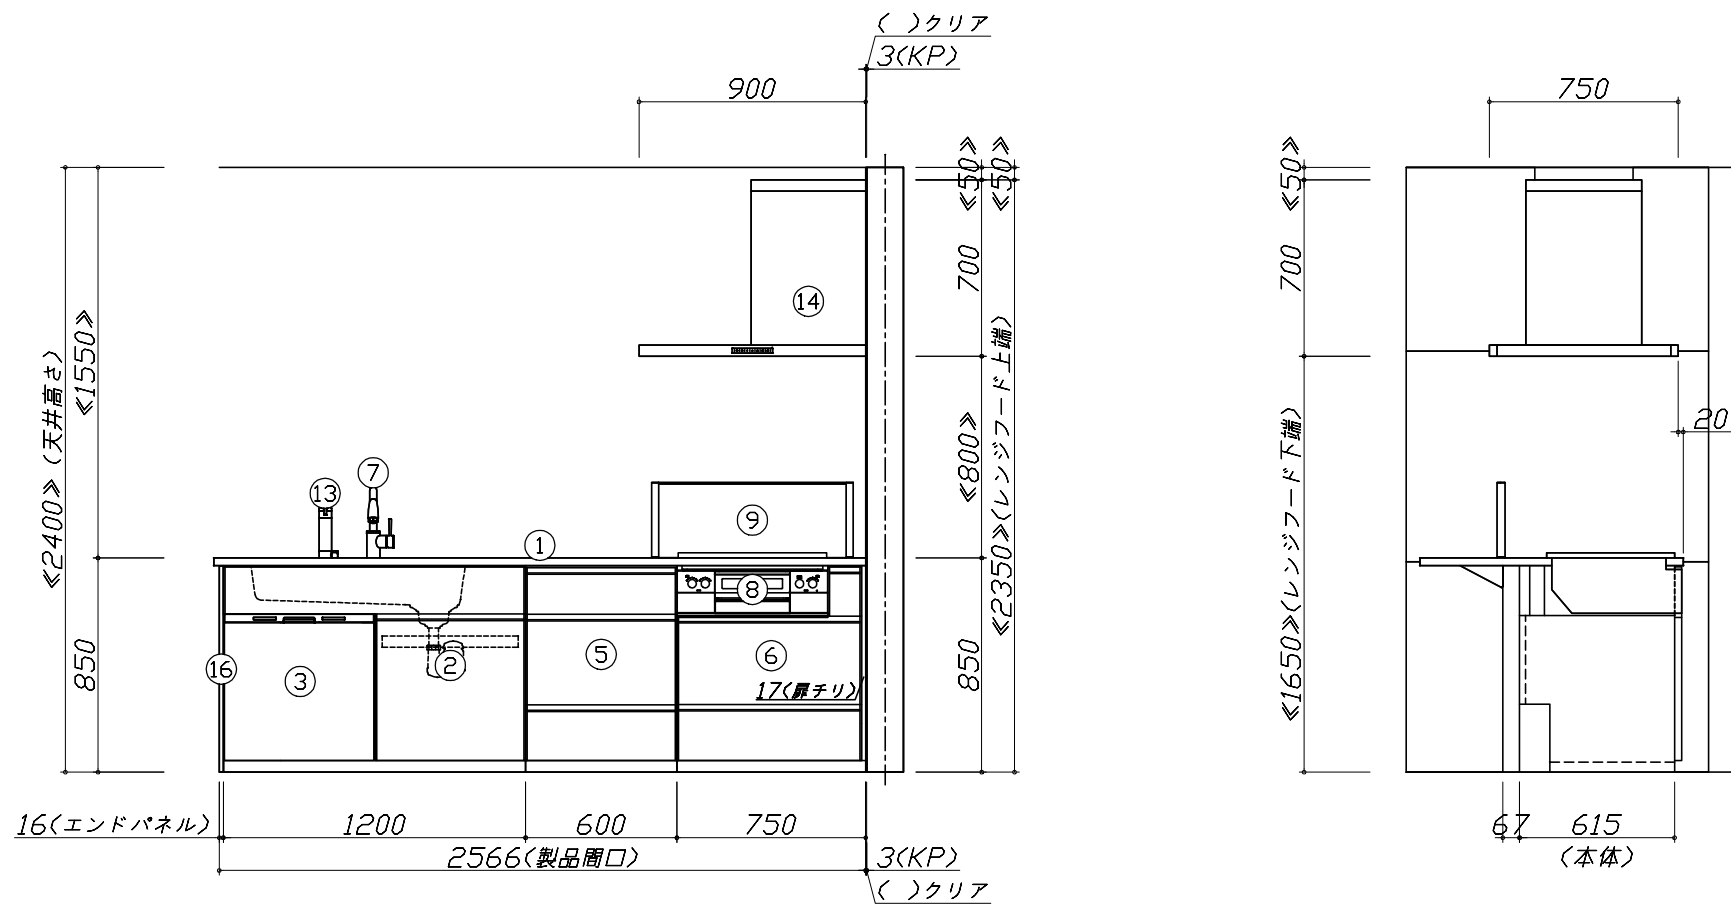 ( )クリア
3(KP)
900
750
≪50≫
≪50≫
≪50≫
700
700
⑭
≪1550≫
≪2400≫(天井高さ)
≪800≫
≪2350≫(レンジフード上端)
≪1650≫(レンジフード下端)
20
⑬
⑦
①
⑨
⑧
⑯
③
②
⑤
⑥
17(扉チリ)
850
850
16(エンドパネル)
1200
600
750
67
615
(本体)
2566(製品間口)
3(KP)
( )クリア